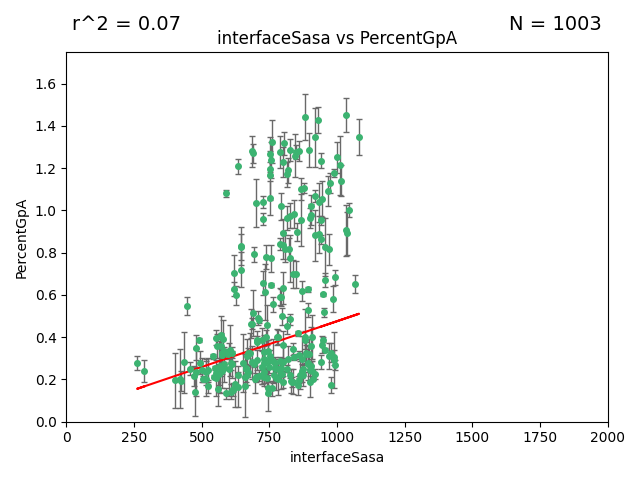 r^2 = 0.07
N = 1003
interfaceSasa vs PercentGpA
PercentGpA
1.6
1.4
1.2
1.0
0.8
0.6
0.4
0.2
0.0
0 250 500 750 1000 1250 1500 1750 2000
interfaceSasa